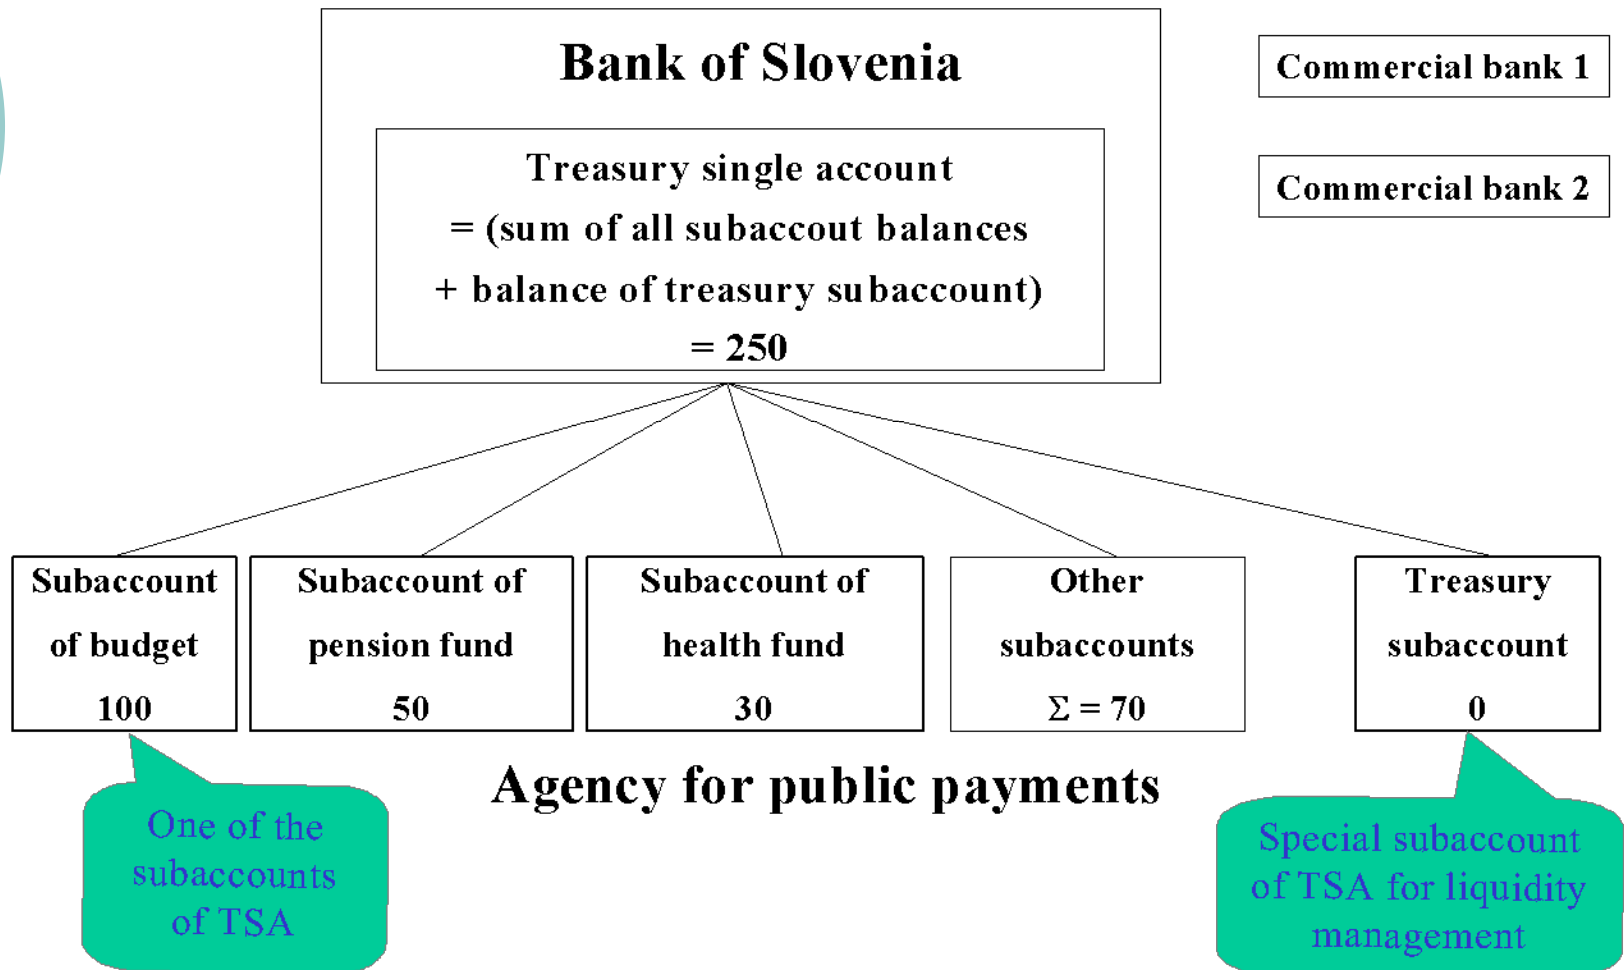 Bank of Slovenia
Treasury single account
= (sum of all subaccout balances
+ balance of treasury subaccount)
= 250
Commercial bank 1
Commercial bank 2
Subaccount
of budget
100
Subaccount of
pension fund
50
Subaccount of
health fund
30
Other
subaccounts
Σ = 70
Treasury
subaccount
0
Agency for public payments
One of the
subaccounts
of TSA
Special subaccount
of TSA for liquidity
management